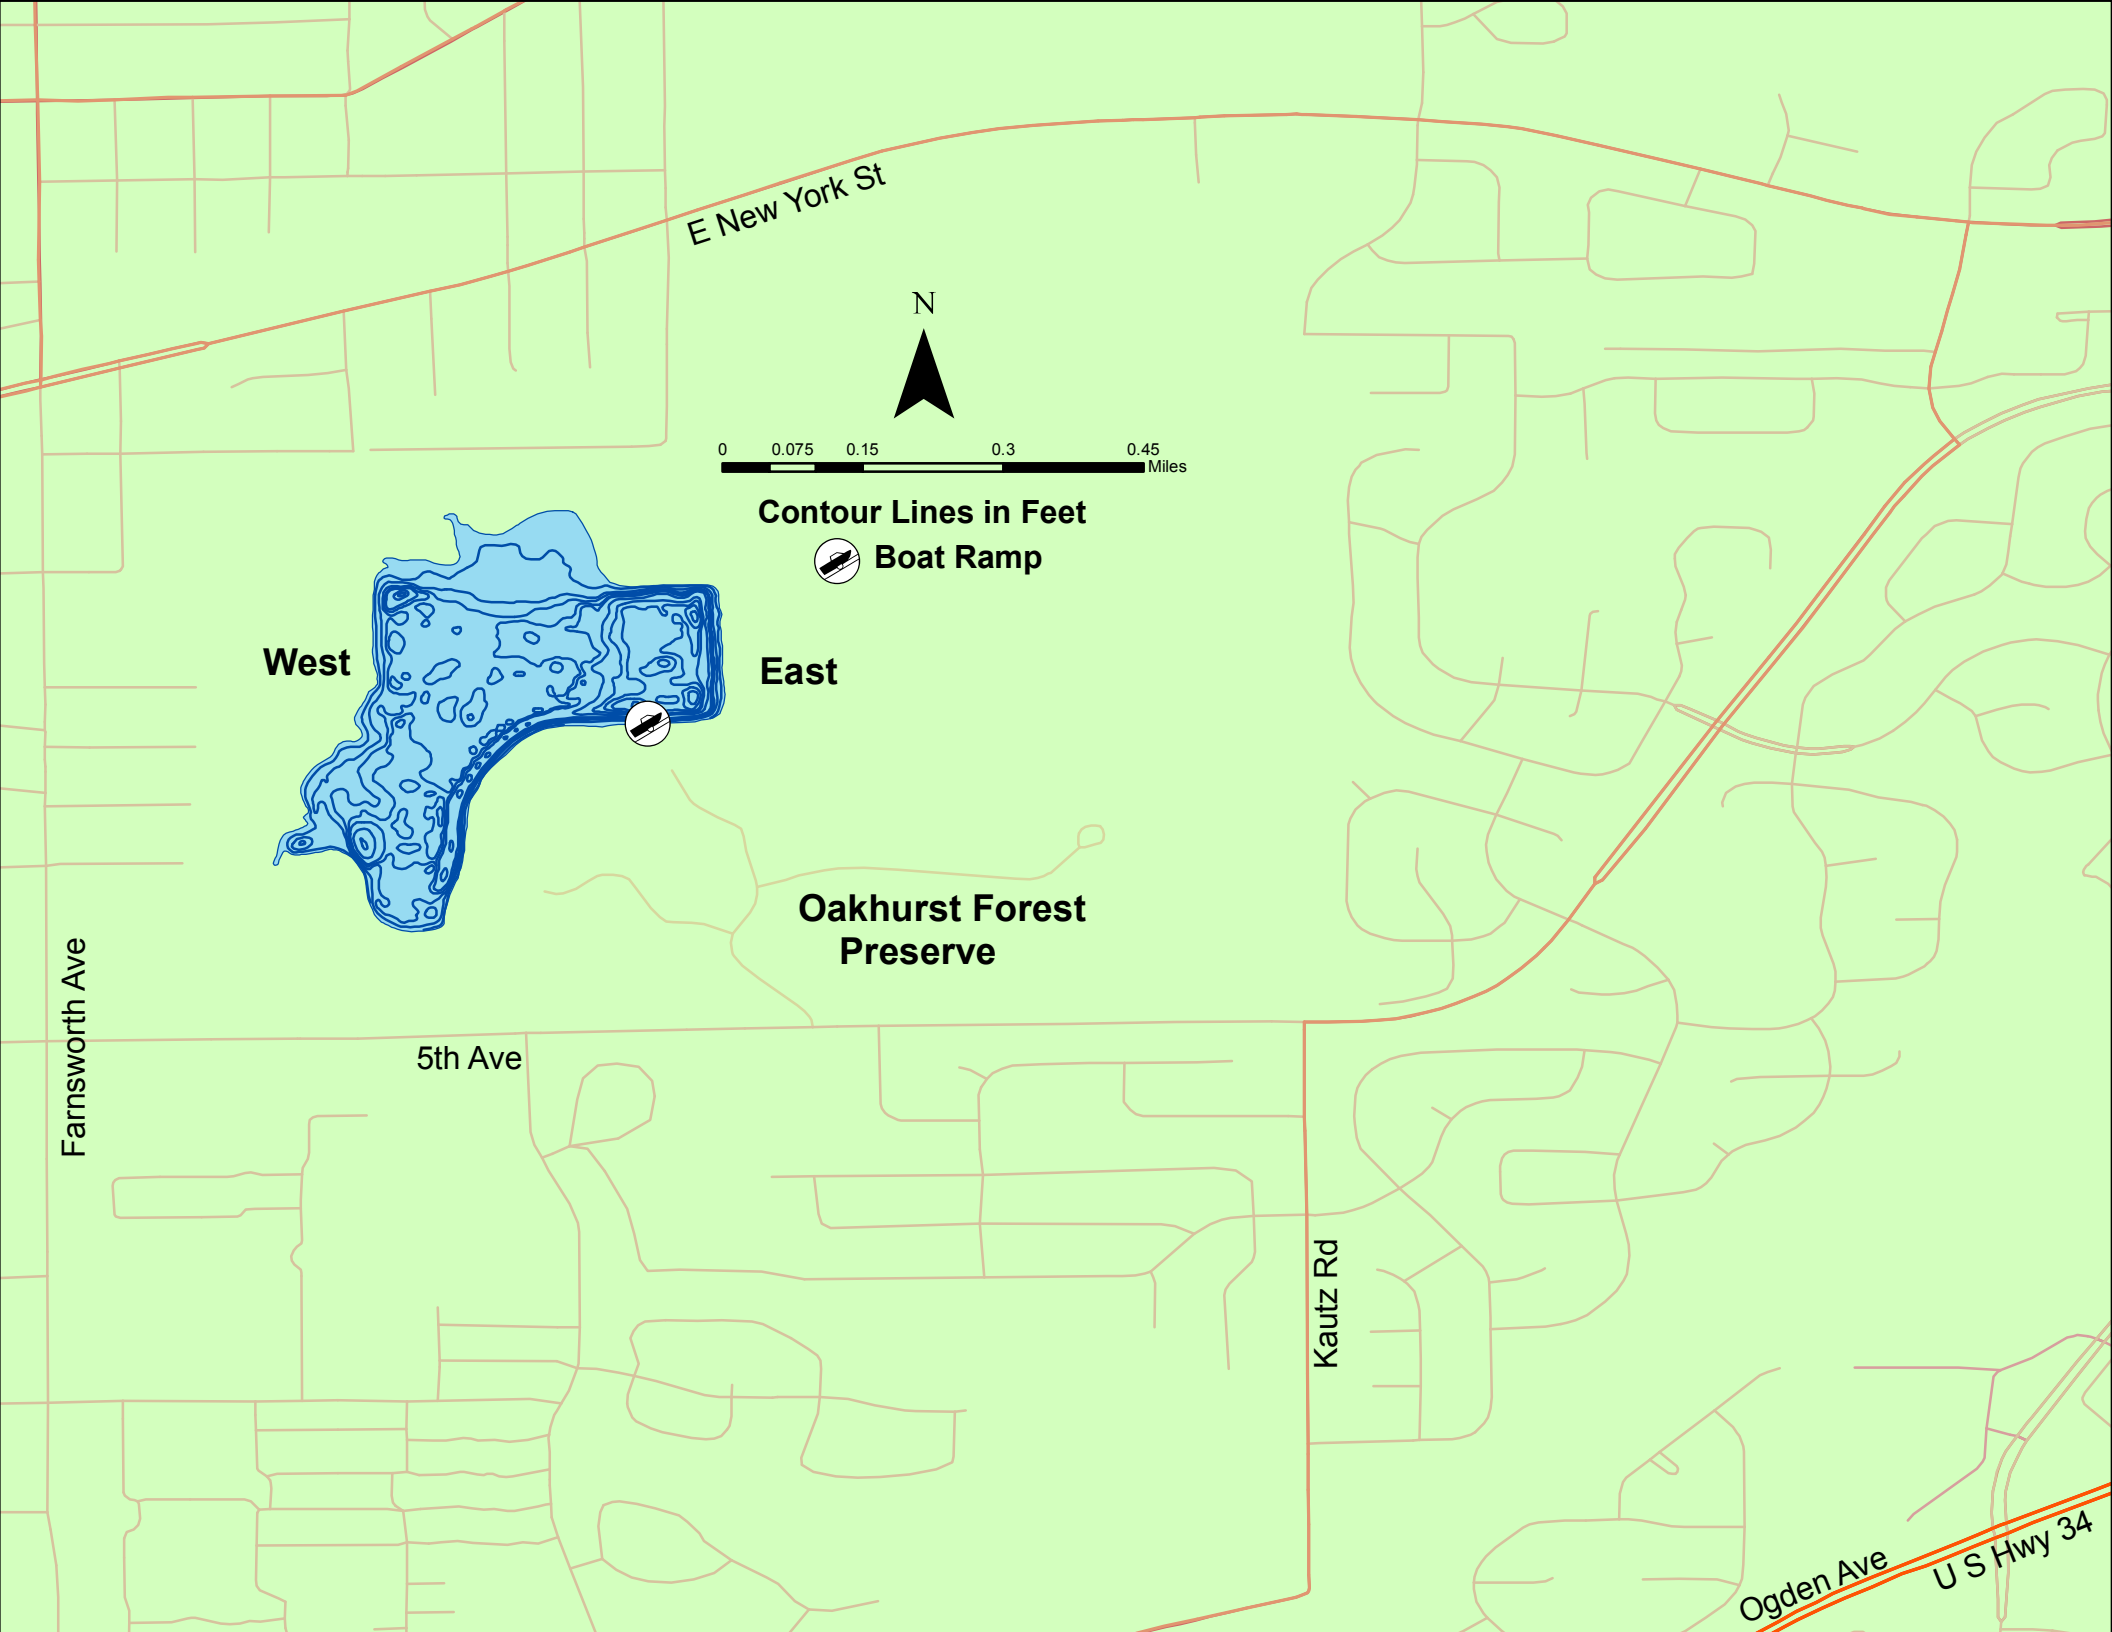 E New York St
N
0 0.075 0.15 0.3 0.45
Miles
Contour Lines in Feet
Boat Ramp
West
East
Oakhurst Forest
Preserve
Farnsworth Ave
5th Ave
Kautz Rd
Ogden Ave
U S Hwy 34